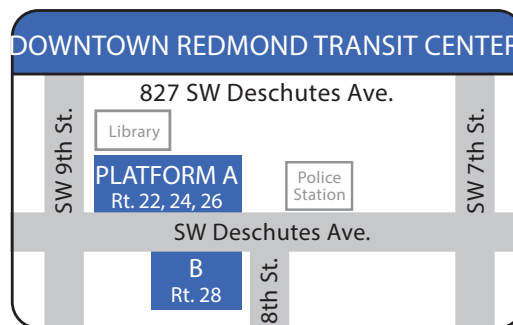 DOWNTOWN REDMOND TRANSIT CENTER
827 SW Deschutes Ave.
SW 9th St.
Library
PLATFORM A
Rt. 22, 24, 26
Police
Station
SW 7th St.
SW Deschutes Ave.
B
Rt. 28
8th St.